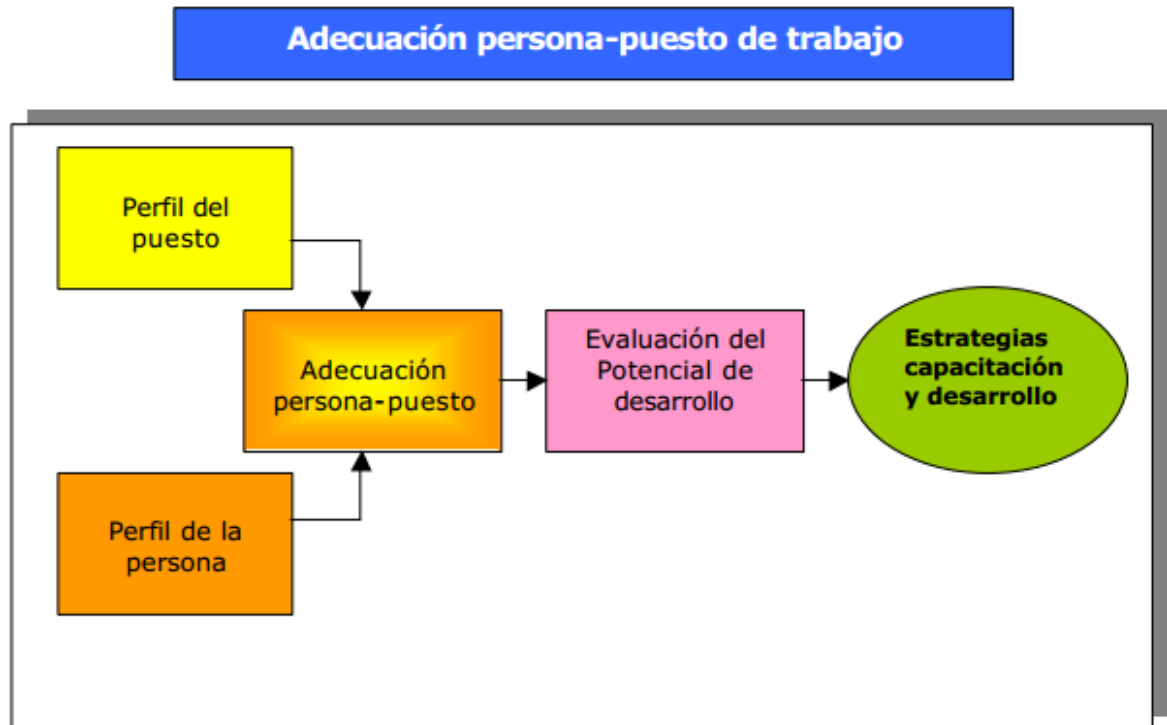 Adecuación persona-puesto de trabajo
Perfil del
puesto
Adecuación
persona-puesto
Evaluación del
Potencial de
desarrollo
Estrategias
capacitación
y desarrollo
Perfil de la
persona